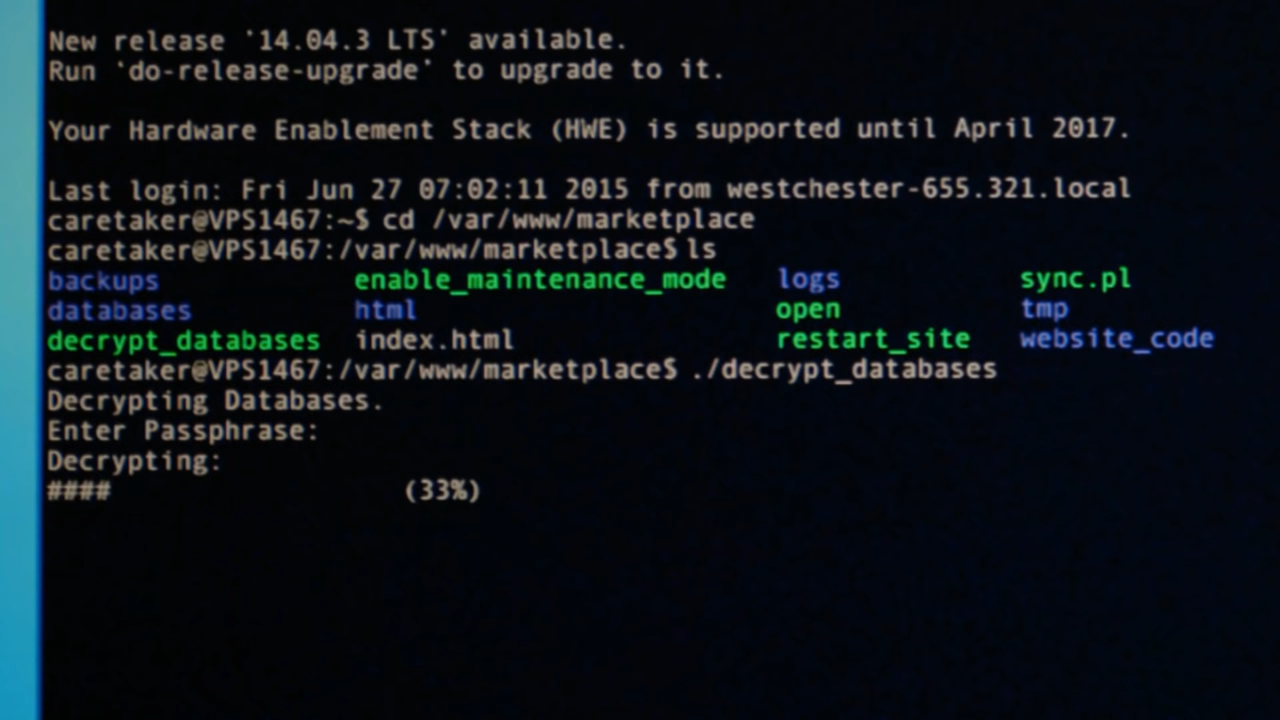 New release '14.04.3 LTS' available.
Run 'do-release-upgrade' to upgrade to it.
Your Hardware Enablement Stack (HWE) is supported until April 2017.
Last login: Fri Jun 27 07:02:11 2015 from westchester-655.321.local
caretaker@VPS1467:~$ cd /var/www/marketplace
caretaker@VPS1467:/var/www/marketplace$ ls
backups enable_maintenance_mode logs sync.pl
databases html open tmp
decrypt_databases index.html restart_site website_code
caretaker@VPS1467:/var/www/marketplace$ ./decrypt_databases
Decrypting Databases.
Enter Passphrase:
Decrypting:
#### (33%)